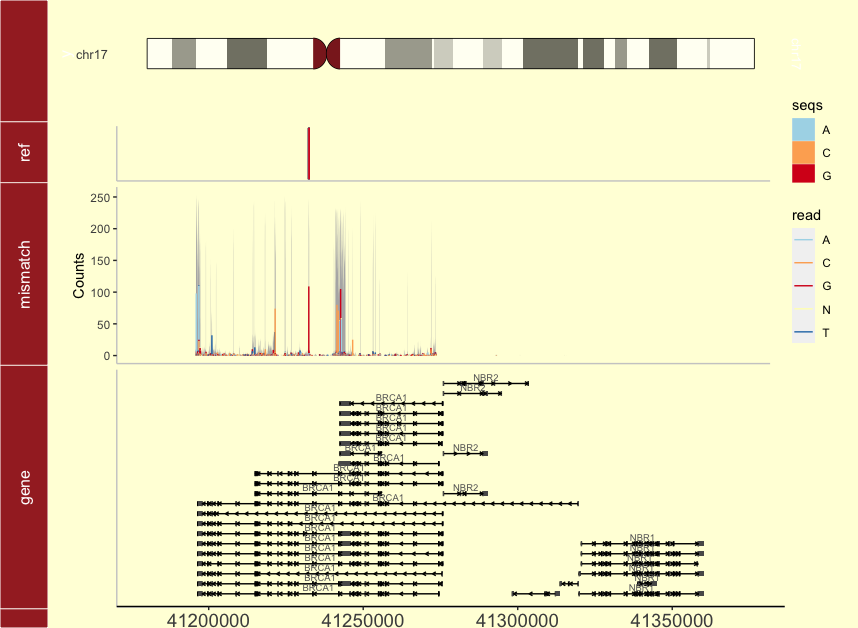 chr17
seqs
A
C
G
ref
read
A
C
G
N
T
mismatch
Counts
250
200
150
100
50
0
gene
NBR2
NBR2
BRCA1
BRCA1
BRCA1
BRCA1
BRCA1
BRCA1 NBR2
BRCA1
BRCA1
BRCA1
BRCA1 NBR2
BRCA1
BRCA1
BRCA1
BRCA1
BRCA1 NBR1
BRCA1 NBR1
BRCA1 NBR1
BRCA1 NBR1
BRCA1 NBR1
BRCA1 NBR1
41200000 41250000 41300000 41350000